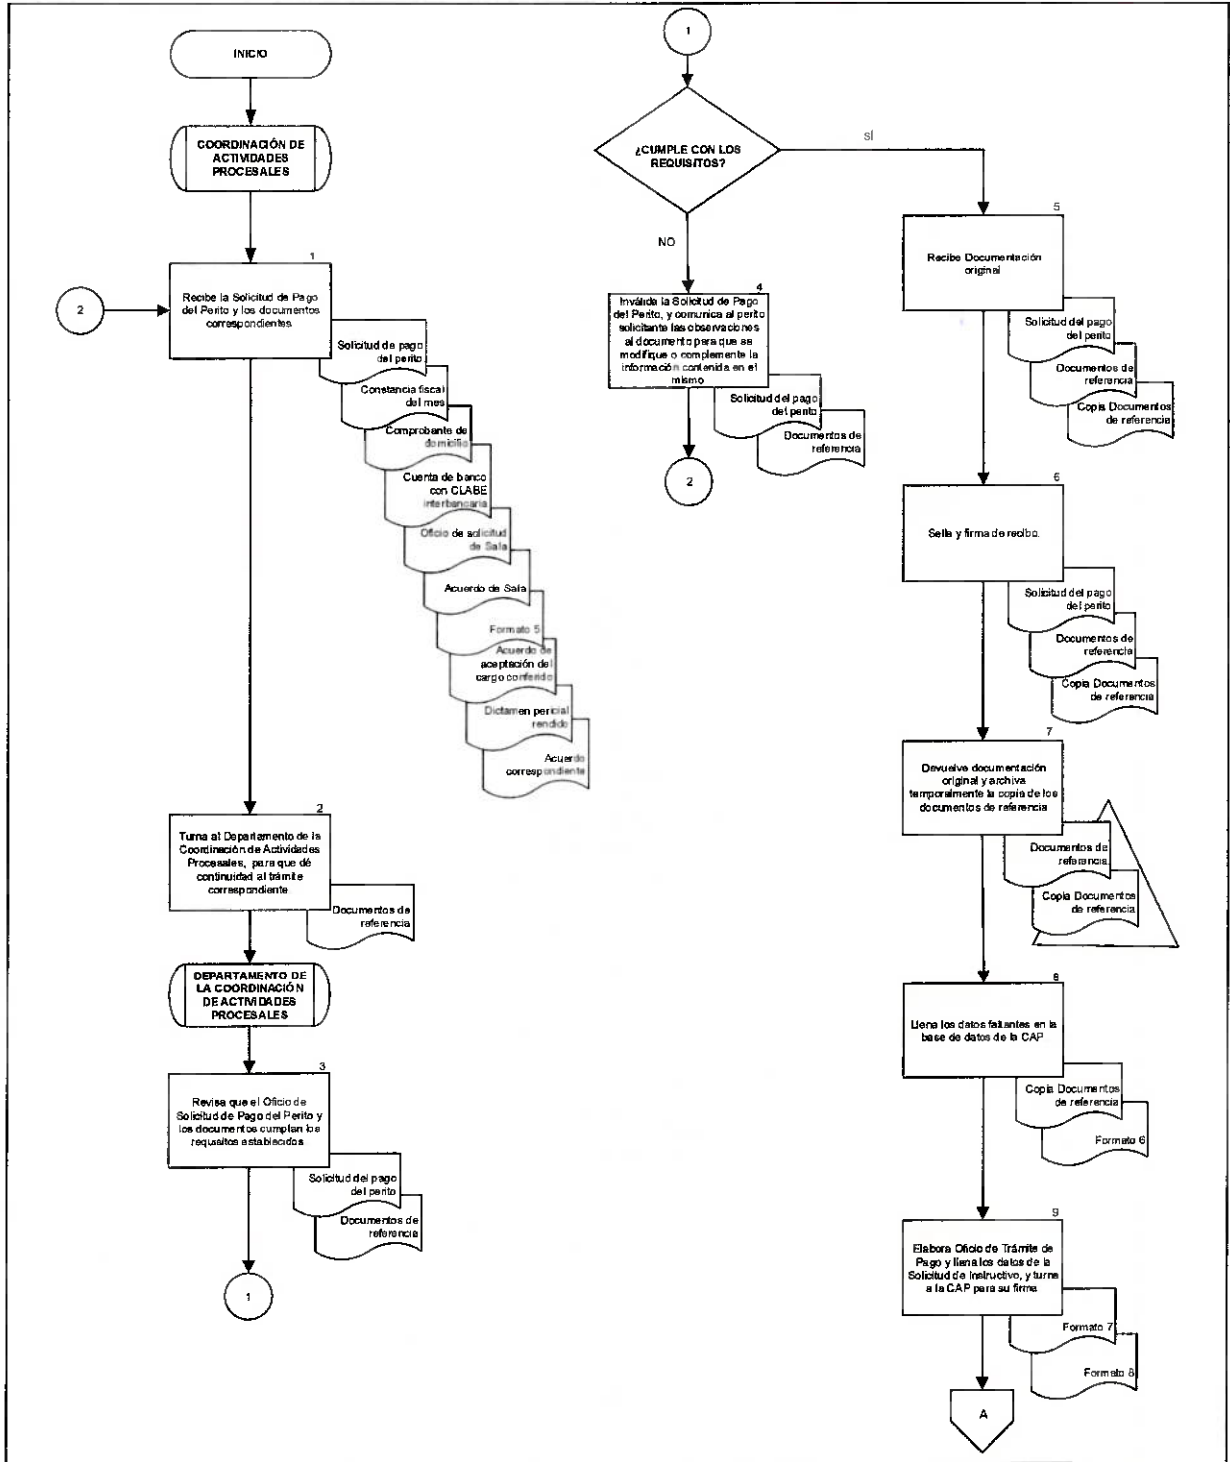 INICIO
COORDINACIÓN DE
ACTIVIDADES
PROCESALES
1
Recibe la Solicitud de Pago
del Perito y los documentos
correspondientes
2
Solicitud de pago
del perito
Constancia fiscal
del mes
Comprobante de
domicilio
Cuenta de banco
con CLABE
interbancaria
Oficio de solicitud
de Sala
Acuerdo de Sala
Formato 5
Acuerdo de
aceptación del
cargo conferido
Dictamen pericial
rendido
Acuerdo
correspondiente
2
Turna al Departamento de la
Coordinación de Actividades
Procesales, para que dé
continuidad al trámite
correspondiente
Documentos de
referencia
DEPARTAMENTO DE
LA COORDINACIÓN
DE ACTIVIDADES
PROCESALES
3
Revisa que el Oficio de
Solicitud de Pago del Perito y
los documentos cumplan los
requisitos establecidos
Solicitud del pago
del perito
Documentos de
referencia
1
1
¿CUMPLE CON LOS
REQUISITOS?
SÍ
NO
4
Inválida la Solicitud de Pago
del Perito, y comunica al perito
solicitante las observaciones
al documento para que se
modifique o complemente la
información contenida en el
mismo
Solicitud del pago
del perito
Documentos de
referencia
2
5
Recibe Documentación
original
Solicitud del pago
del perito
Documentos de
referencia
Copia Documentos
de referencia
6
Sella y firma de recibo.
Solicitud del pago
del perito
Documentos de
referencia
Copia Documentos
de referencia
7
Devuelve documentación
original y archiva
temporalmente la copia de los
documentos de referencia
Documentos de
referencia
Copia Documentos
de referencia
8
Llena los datos faltantes en la
base de datos de la CAP
Copia Documentos
de referencia
Formato 6
9
Elabora Oficio de Trámite de
Pago y llena los datos de la
Solicitud de Instructivo, y turna
a la CAP para su firma
Formato 7
Formato 8
A